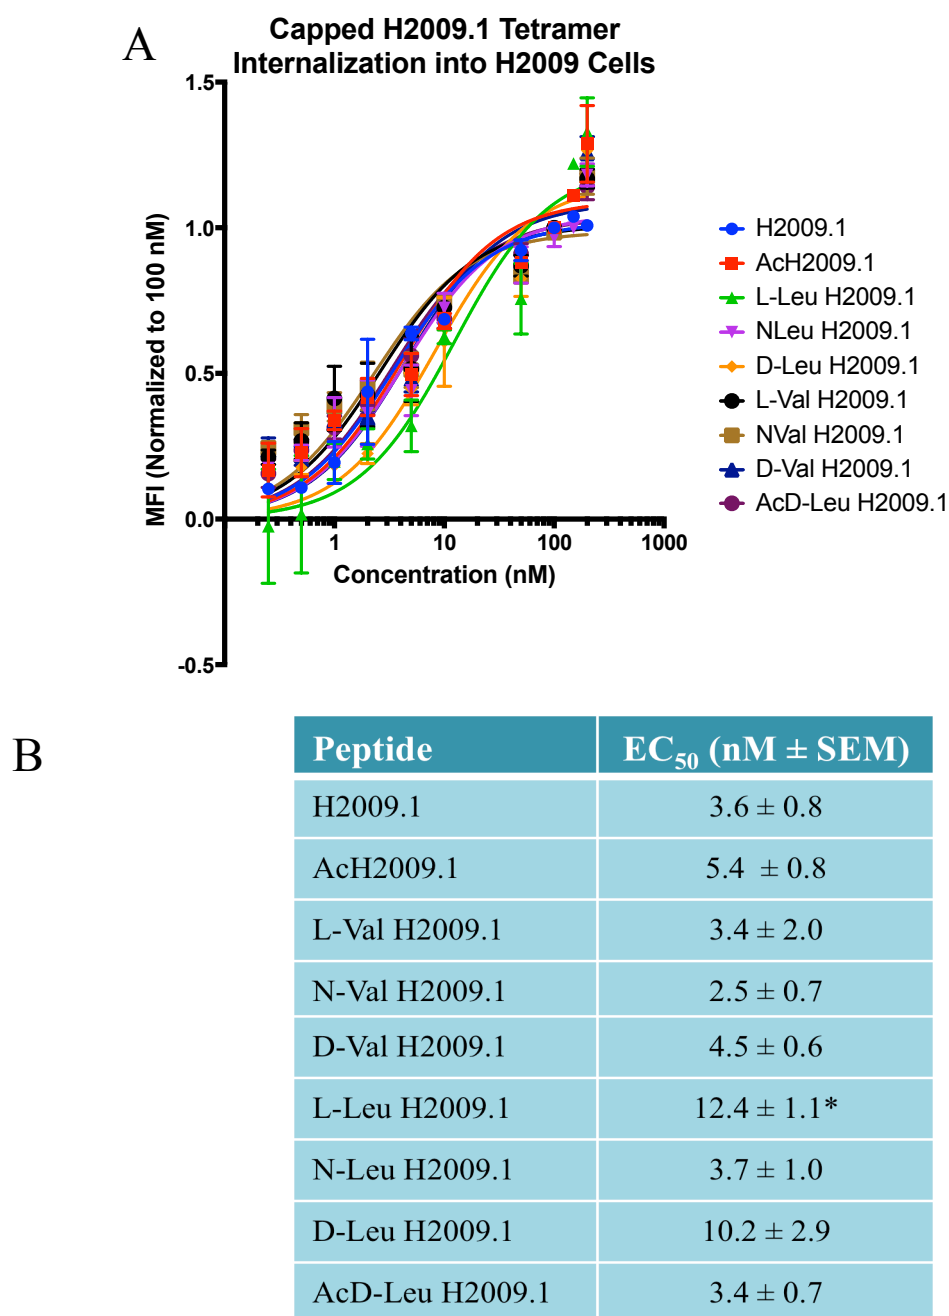 A
Capped H2009.1 Tetramer
Internalization into H2009 Cells
MFI (Normalized to 100 nM)
1.5
1.0
0.5
0.0
-0.5
1
10
100
1000
Concentration (nM)
H2009.1
AcH2009.1
L-Leu H2009.1
NLeu H2009.1
D-Leu H2009.1
L-Val H2009.1
NVal H2009.1
D-Val H2009.1
AcD-Leu H2009.1
B
Peptide EC50 (nM ± SEM)
H2009.1 3.6 ± 0.8
AcH2009.1 5.4 ± 0.8
L-Val H2009.1 3.4 ± 2.0
N-Val H2009.1 2.5 ± 0.7
D-Val H2009.1 4.5 ± 0.6
L-Leu H2009.1 12.4 ± 1.1*
N-Leu H2009.1 3.7 ± 1.0
D-Leu H2009.1 10.2 ± 2.9
AcD-Leu H2009.1 3.4 ± 0.7